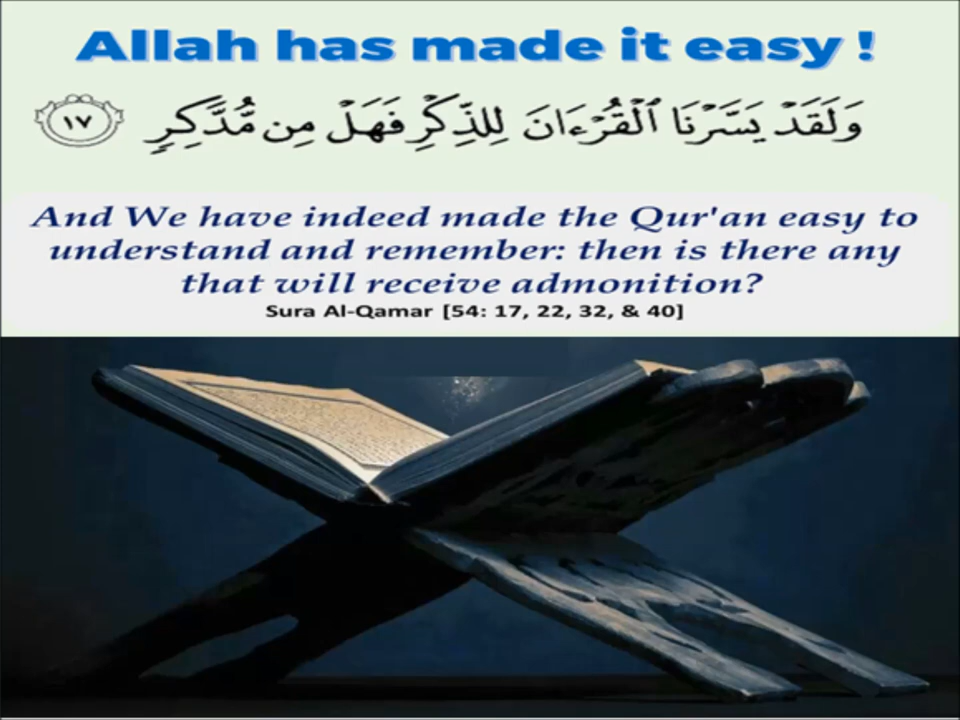 Allah has made it easy !
وَلَقَدْ يَسَّرْنَا ٱلْقُرْءَانَ لِلذِّكْرِ فَهَلْ مِن مُّدَّكِرٍ ١٧
And We have indeed made the Qur'an easy to
understand and remember: then is there any
that will receive admonition?
Sura Al-Qamar [54: 17, 22, 32, & 40]